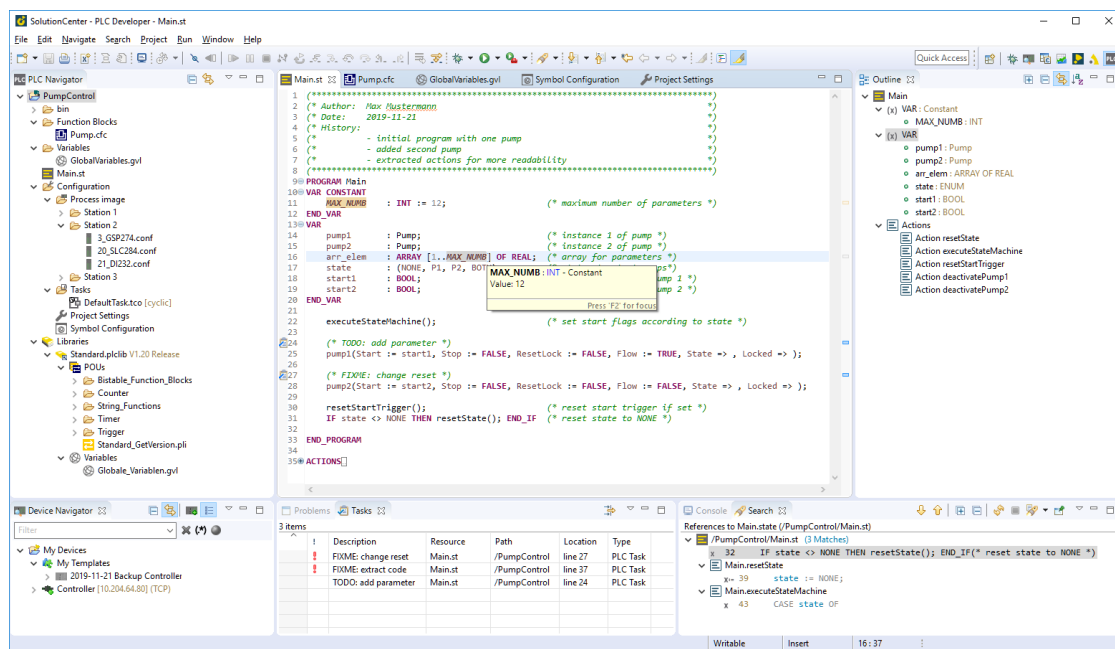 SolutionCenter - PLC Developer - Main.st
File Edit Navigate Search Project Run Window Help
Quick Access
PLC Navigator
PumpControl
bin
Function Blocks
Pump.cfc
Variables
GlobalVariables.gvl
Main.st
Configuration
Process image
Station 1
Station 2
3_GSP274.conf
20_SLC284.conf
21_DI232.conf
Station 3
Tasks
DefaultTask.tco [cyclic]
Project Settings
Symbol Configuration
Libraries
Standard.plclib V1.20 Release
POUs
Bistable_Function_Blocks
Counter
String_Functions
Timer
Trigger
Standard_GetVersion.pli
Variables
Globale_Variablen.gvl
Main.st Pump.cfc GlobalVariables.gvl Symbol Configuration Project Settings
1 (***********************************************************************)
2 (* Author: Max Mustermann *)
3 (* Date: 2019-11-21 *)
4 (* History: *)
5 (* - initial program with one pump *)
6 (* - added second pump *)
7 (* - extracted actions for more readability *)
8 (***********************************************************************)
9 PROGRAM Main
10 VAR CONSTANT
11 MAX_NUMB : INT := 12; (* maximum number of parameters *)
12 END_VAR
13 VAR
14 pump1 : Pump; (* instance 1 of pump *)
15 pump2 : Pump; (* instance 2 of pump *)
16 arr_elem : ARRAY [1..MAX_NUMB] OF REAL; (* array for parameters *)
17 state : (NONE, P1, P2, BOT
18 start1 : BOOL; ump 1 *)
19 start2 : BOOL; ump 2 *)
20 END_VAR
MAX_NUMB : INT - Constant
Value: 12
Press 'F2' for focus
21
22 executeStateMachine(); (* set start flags according to state *)
23
24 (* TODO: add parameter *)
25 pump1(Start := start1, Stop := FALSE, ResetLock := FALSE, Flow := TRUE, State => , Locked => );
26
27 (* FIXME: change reset *)
28 pump2(Start := start2, Stop := FALSE, ResetLock := FALSE, Flow := FALSE, State => , Locked => );
29
30 resetStartTrigger(); (* reset start trigger if set *)
31 IF state <> NONE THEN resetState(); END_IF (* reset state to NONE *)
32
33 END_PROGRAM
34
35 ACTIONS
Outline
Main
VAR : Constant
MAX_NUMB : INT
VAR
pump1 : Pump
pump2 : Pump
arr_elem : ARRAY OF REAL
state : ENUM
start1 : BOOL
start2 : BOOL
Actions
Action resetState
Action executeStateMachine
Action resetStartTrigger
Action deactivatePump1
Action deactivatePump2
Device Navigator
Filter
(*)
My Devices
My Templates
2019-11-21 Backup Controller
Controller [10.204.64.80] (TCP)
Problems Tasks
3 items
! Description Resource Path Location Type
FIXME: change reset Main.st /PumpControl line 27 PLC Task
FIXME: extract code Main.st /PumpControl line 37 PLC Task
TODO: add parameter Main.st /PumpControl line 24 PLC Task
Console Search
References to Main.state (/PumpControl/Main.st)
/PumpControl/Main.st (3 Matches)
x 32 IF state <> NONE THEN resetState(); END_IF(* reset state to NONE *)
Main.resetState
x- 39 state := NONE;
Main.executeStateMachine
x 43 CASE state OF
Writable Insert 16 : 37